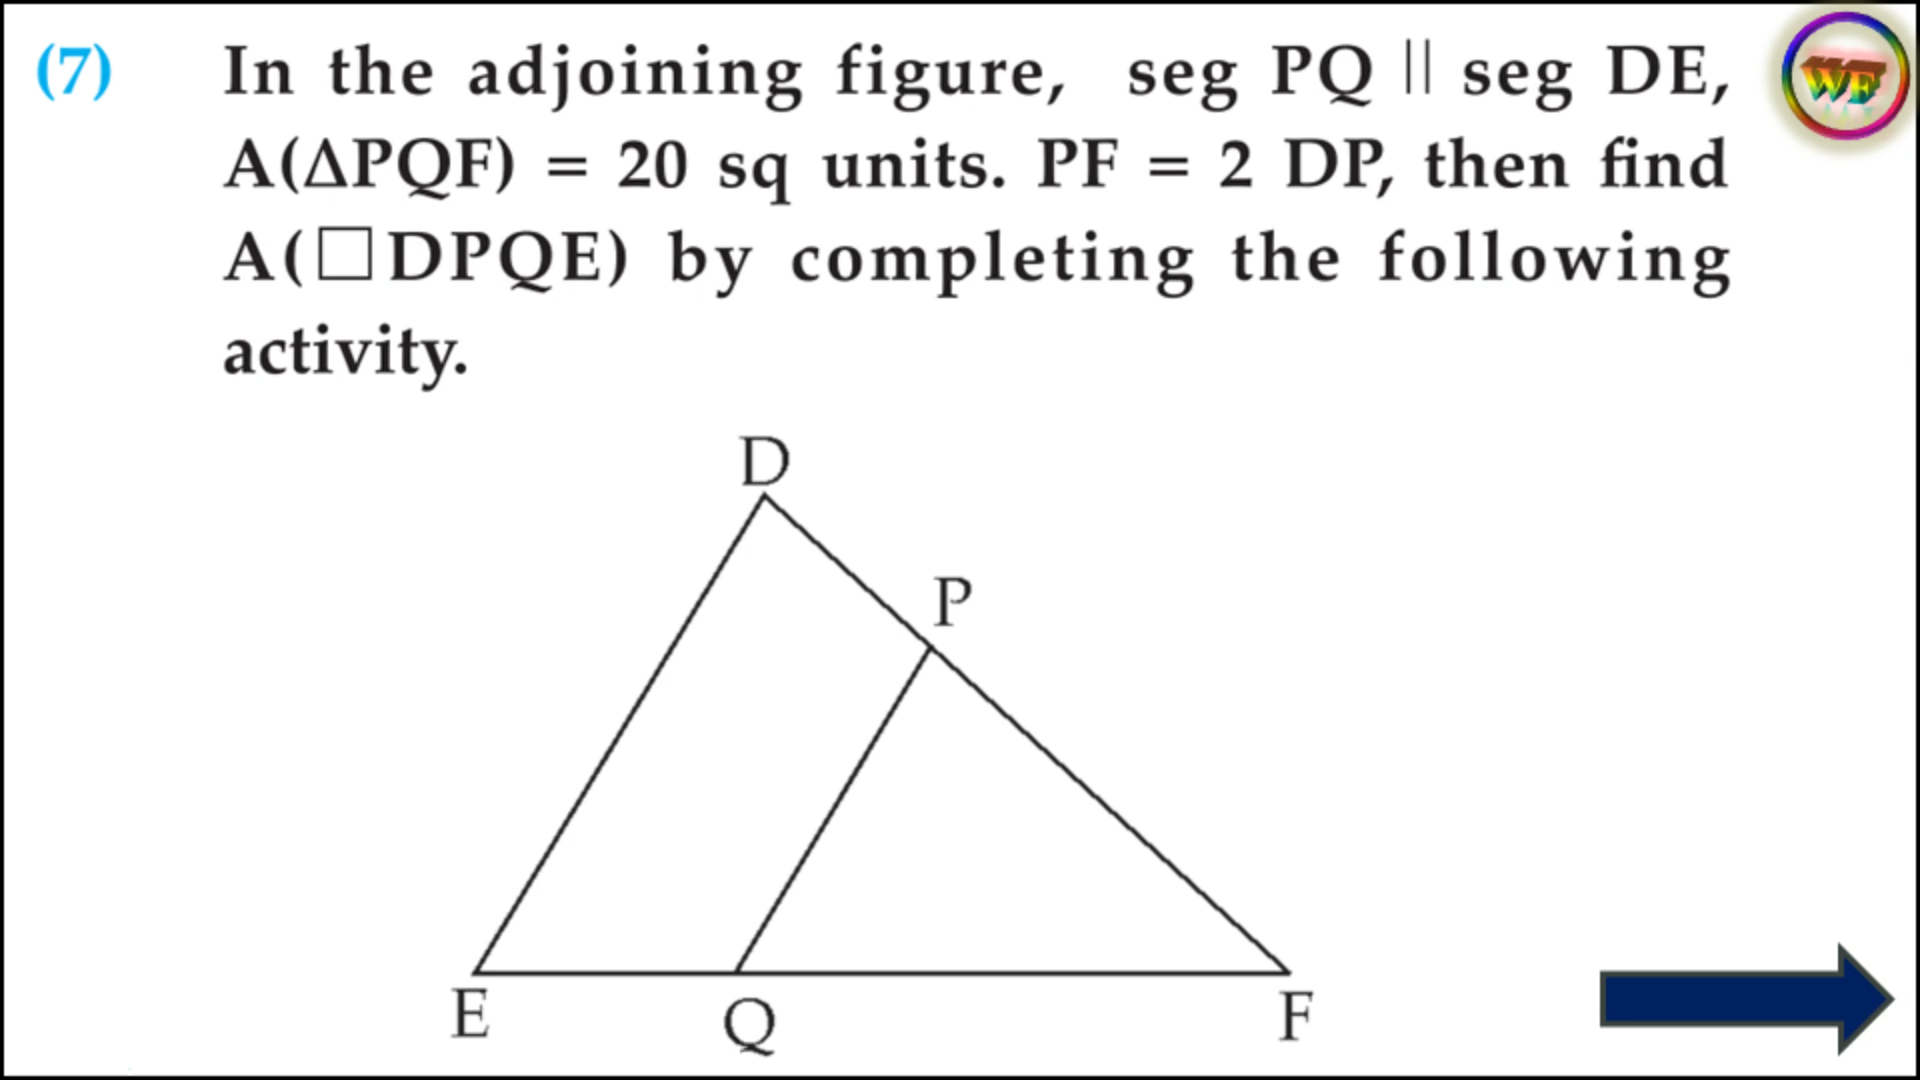 (7) In the adjoining figure, seg PQ || seg DE,
A(ΔPQF) = 20 sq units. PF = 2 DP, then find
A(□DPQE) by completing the following
activity.
D
P
E
Q
F
WE